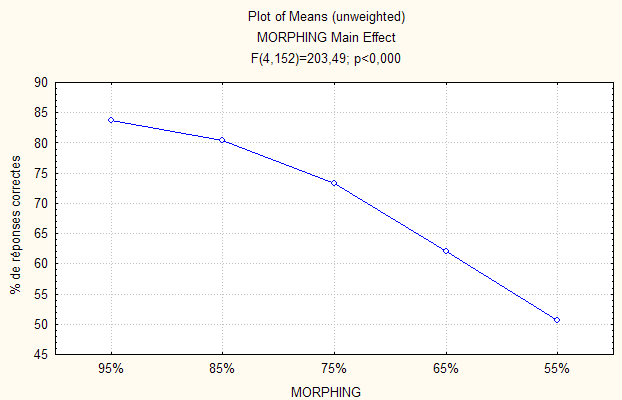 Plot of Means (unweighted)
MORPHING Main Effect
F(4,152)=203,49; p<0,000
% de réponses correctes
90
85
80
75
70
65
60
55
50
45
95% 85% 75% 65% 55%
MORPHING